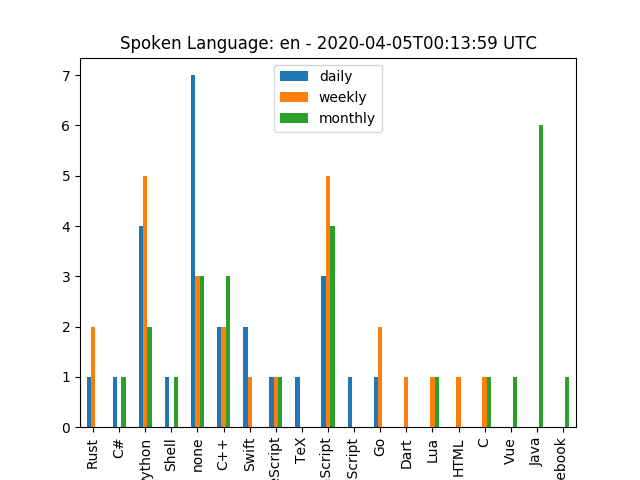 Spoken Language: en - 2020-04-05T00:13:59 UTC
daily
weekly
monthly
7
6
5
4
3
2
1
0
Rust
C#
ython
Shell
none
C++
Swift
eScript
TeX
aScript
Script
Go
Dart
Lua
HTML
C
Vue
Java
ebook